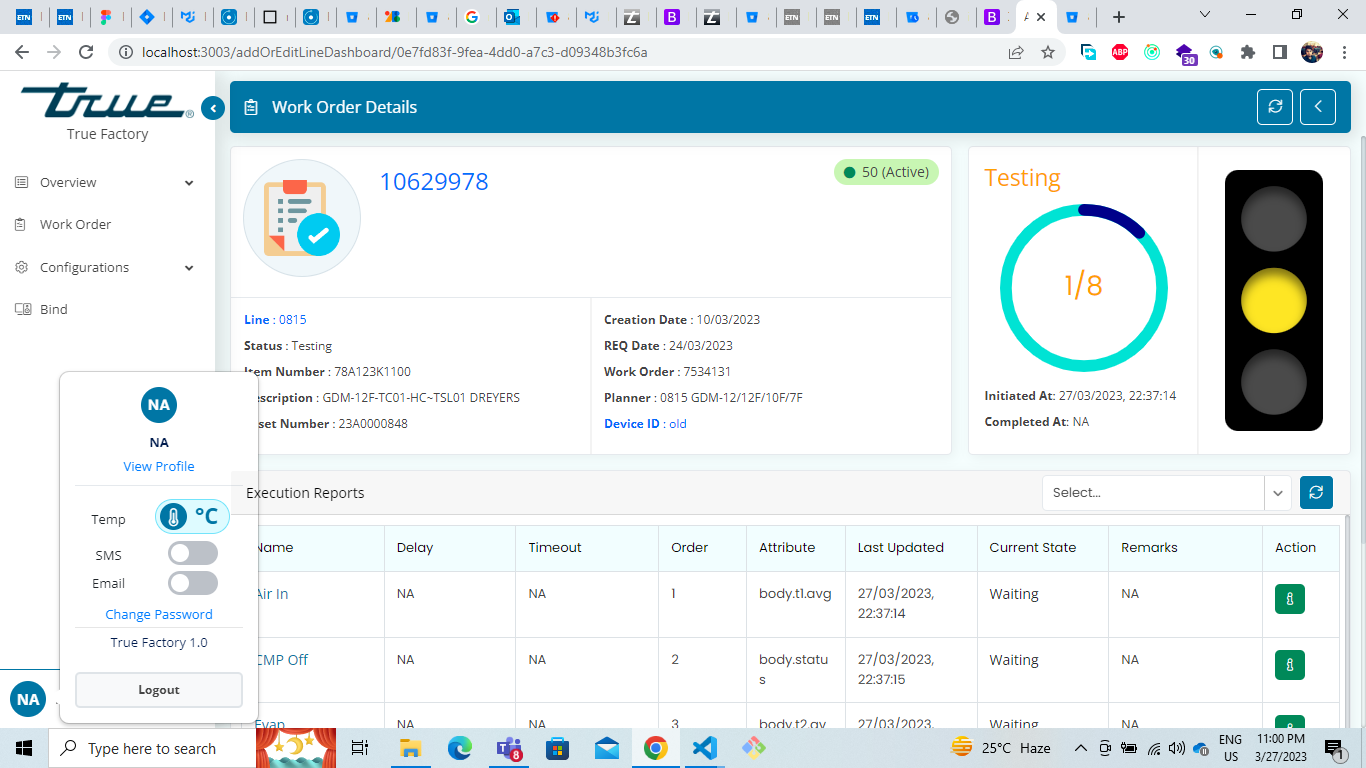 ETN
ETN
ETN
ETN
ETN
G
A
localhost:3003/addOrEditLineDashboard/0e7fd83f-9fea-4dd0-a7c3-d09348b3fc6a
ABP
30
true
True Factory
Overview
Work Order
Configurations
Bind
Work Order Details
10629978
50 (Active)
Line : 0815
Status : Testing
Item Number : 78A123K1100
: GDM-12F-TC01-HC~TSL01 DREYERS
Number : 23A0000848
Creation Date : 10/03/2023
REQ Date : 24/03/2023
Work Order : 7534131
Planner : 0815 GDM-12/12F/10F/7F
Device ID : old
Testing
1/8
Initiated At: 27/03/2023, 22:37:14
Completed At: NA
NA
NA
View Profile
Temp
°C
SMS
Email
Change Password
True Factory 1.0
Logout
NA
Execution Reports
Select...
Name Delay Timeout Order Attribute Last Updated Current State Remarks Action
Air In NA NA 1 body.t1.avg 27/03/2023, Waiting NA
22:37:14
CMP Off NA NA 2 body.statu 27/03/2023, Waiting NA
s 22:37:15
Evap NA NA 3 body.t2.av 27/03/2023, Waiting NA
Type here to search
8
25°C Haze
ENG
US
11:00 PM
3/27/2023
1